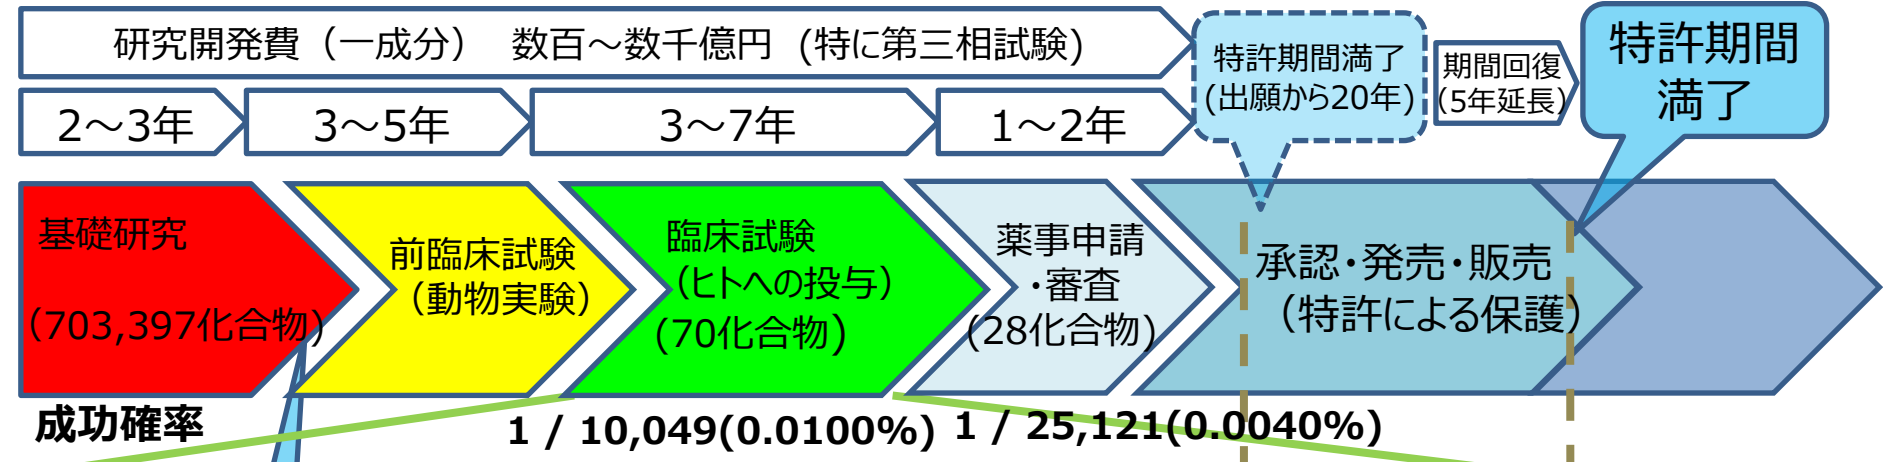 研究開発費（一成分）　数百～数千億円 (特に第三相試験)
特許期間満了
(出願から20年)
期間回復
(5年延長)
特許期間
満了
2～3年
3～5年
3～7年
1～2年
基礎研究
(703,397化合物)
前臨床試験
（動物実験）
臨床試験
（ヒトへの投与）
(70化合物)
薬事申請
・審査
(28化合物)
承認・発売・販売
（特許による保護）
成功確率
1 / 10,049(0.0100%)
1 / 25,121(0.0040%)